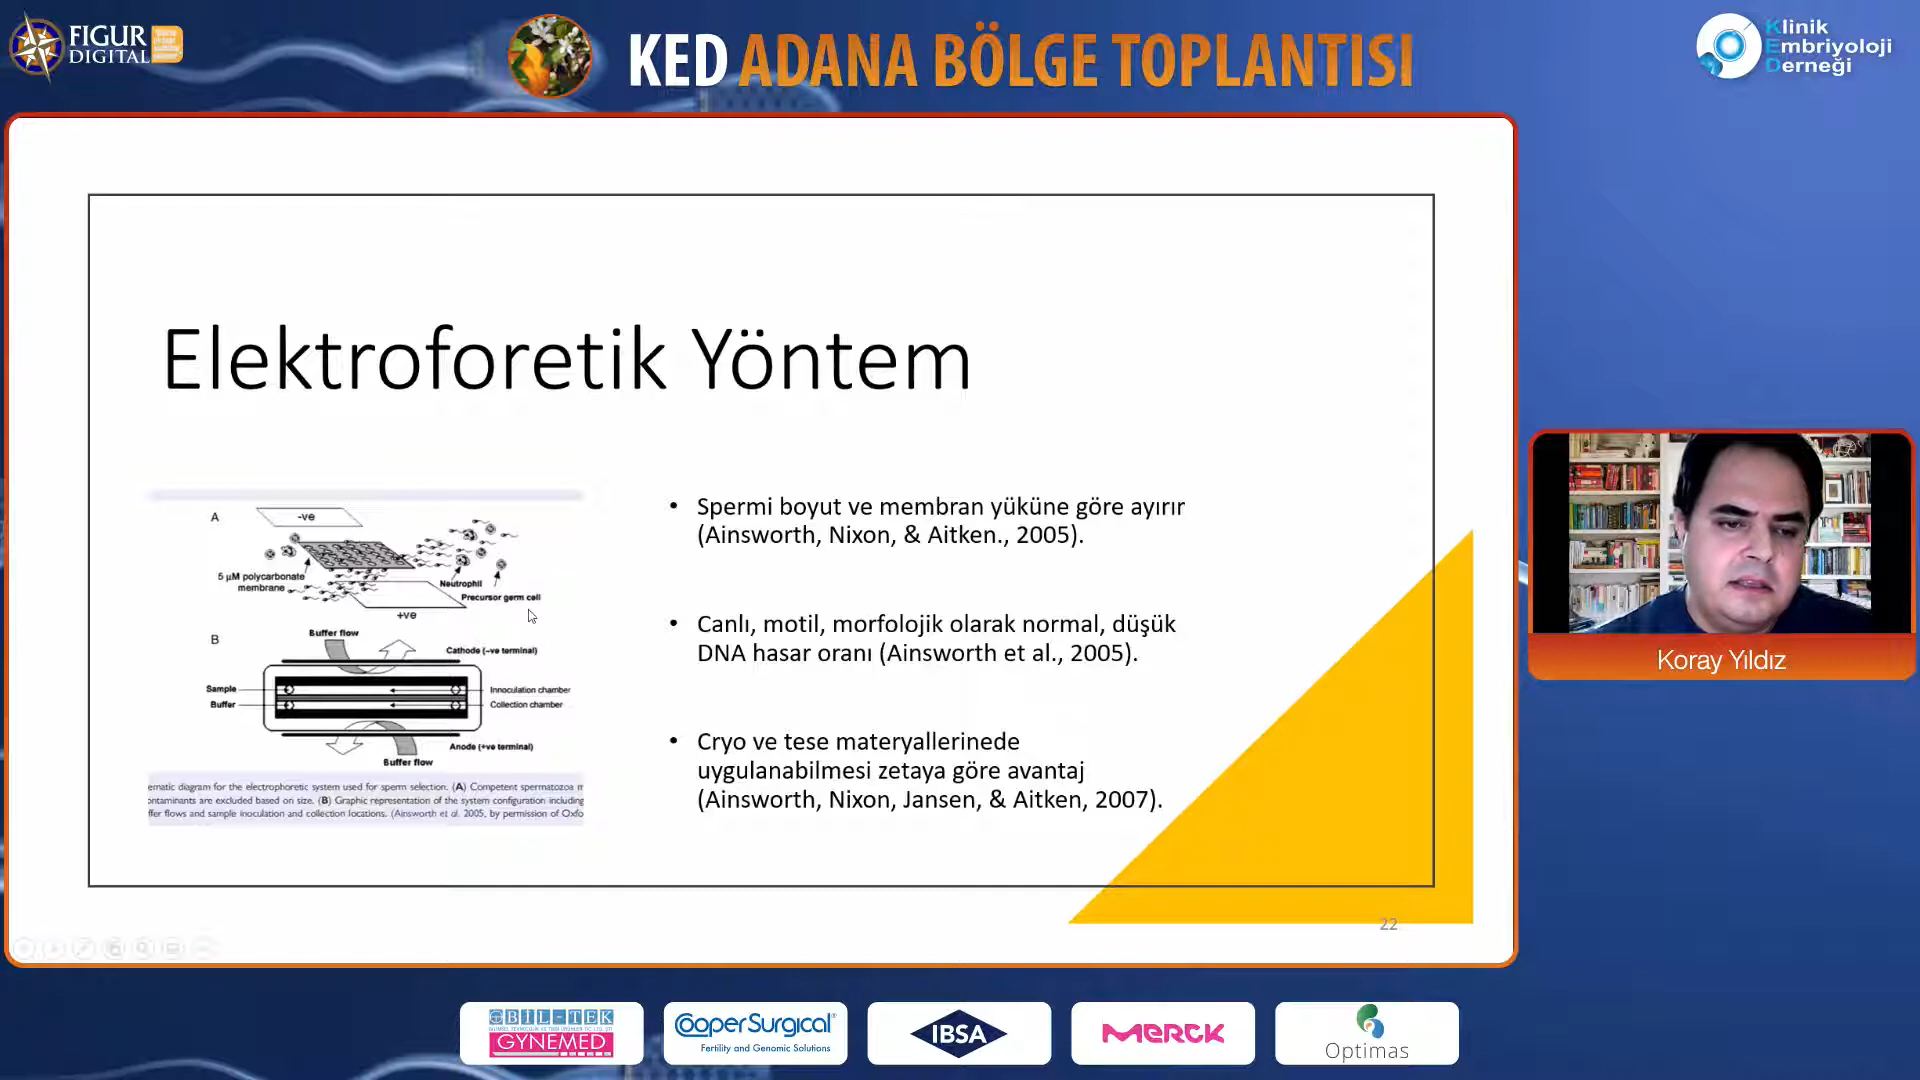 FIGUR
DIGITAL
KED ADANA BÖLGE TOPLANTISI
Klinik
Embriyoloji
Derneği
Elektroforetik Yöntem
A
-ve
5 µM polycarbonate
membrane
Neutrophil
Precursor germ cell
+ve
B
Buffer flow
Cathode (-ve terminal)
Sample
Innoculation chamber
Buffer
Collection chamber
Anode (+ve terminal)
Buffer flow
ematic diagram for the electrophoretic system used for sperm selection. (A) Competent spermatozoa m
ontaminants are excluded based on size. (B) Graphic representation of the system configuration including
ffer flows and sample inoculation and collection locations. (Ainsworth et al. 2005, by permission of Oxfo
• Spermi boyut ve membran yüküne göre ayırır
(Ainsworth, Nixon, & Aitken., 2005).
• Canlı, motil, morfolojik olarak normal, düşük
DNA hasar oranı (Ainsworth et al., 2005).
• Cryo ve tese materyallerinede
uygulanabilmesi zetaya göre avantaj
(Ainsworth, Nixon, Jansen, & Aitken, 2007).
22
Koray Yıldız
BİL-TEK
GYNEMED
CooperSurgical®
Fertility and Genomic Solutions
IBSA
MERCK
Optimas